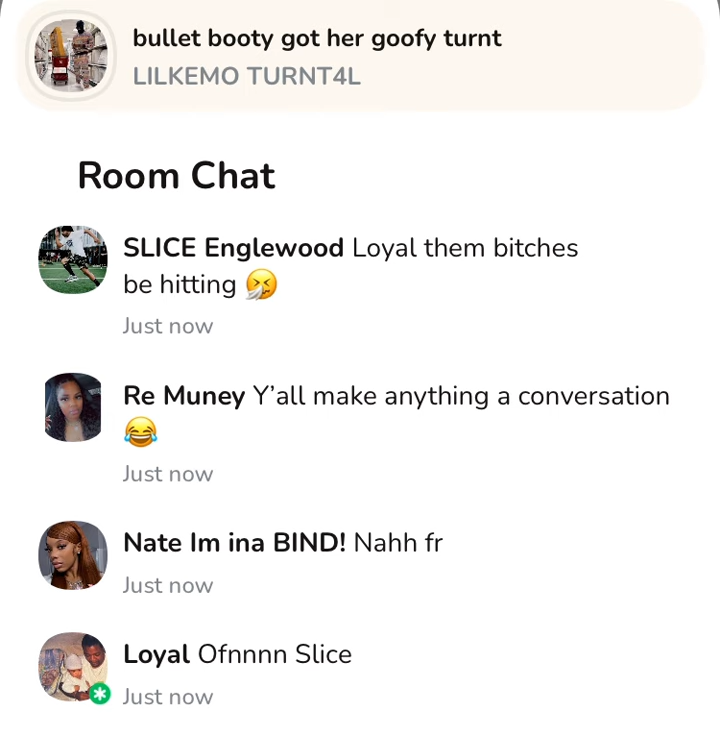 bullet booty got her goofy turnt
LILKEMO TURNT4L
Room Chat
SLICE Englewood Loyal them bitches
be hitting 🤧
Just now
Re Muney Y’all make anything a conversation
😂
Just now
Nate Im ina BIND! Nahh fr
Just now
Loyal Ofnnnn Slice
Just now